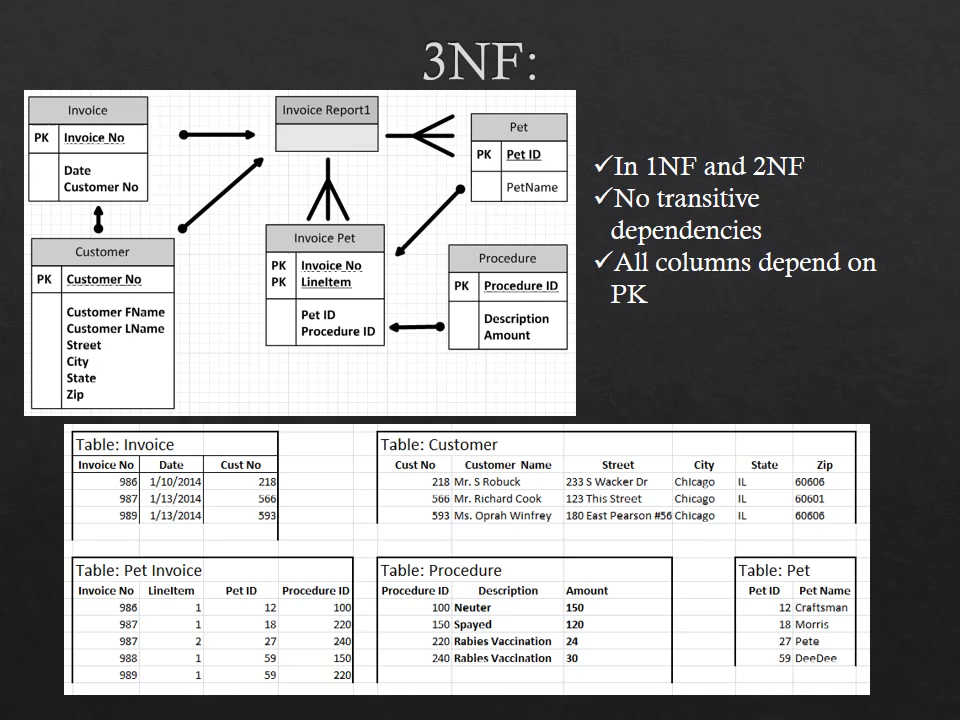 3NF:
Invoice
PK Invoice No
Date
Customer No
Invoice Report1
Pet
PK Pet ID
PetName
Customer
PK Customer No
Customer FName
Customer LName
Street
City
State
Zip
Invoice Pet
PK Invoice No
PK LineItem
Pet ID
Procedure ID
Procedure
PK Procedure ID
Description
Amount
✓In 1NF and 2NF
✓No transitive
dependencies
✓All columns depend on
PK
Table: Invoice
Invoice No Date Cust No
986 1/10/2014 218
987 1/13/2014 566
989 1/13/2014 593
Table: Customer
Cust No Customer Name Street City State Zip
218 Mr. S Robuck 233 S Wacker Dr Chicago IL 60606
566 Mr. Richard Cook 123 This Street Chicago IL 60601
593 Ms. Oprah Winfrey 180 East Pearson #56 Chicago IL 60606
Table: Pet Invoice
Invoice No LineItem Pet ID Procedure ID
986 1 12 100
987 1 18 220
987 2 27 240
988 1 59 150
989 1 59 220
Table: Procedure
Procedure ID Description Amount
100 Neuter 150
150 Spayed 120
220 Rabies Vaccination 24
240 Rabies Vaccination 30
Table: Pet
Pet ID Pet Name
12 Craftsman
18 Morris
27 Pete
59 DeeDee